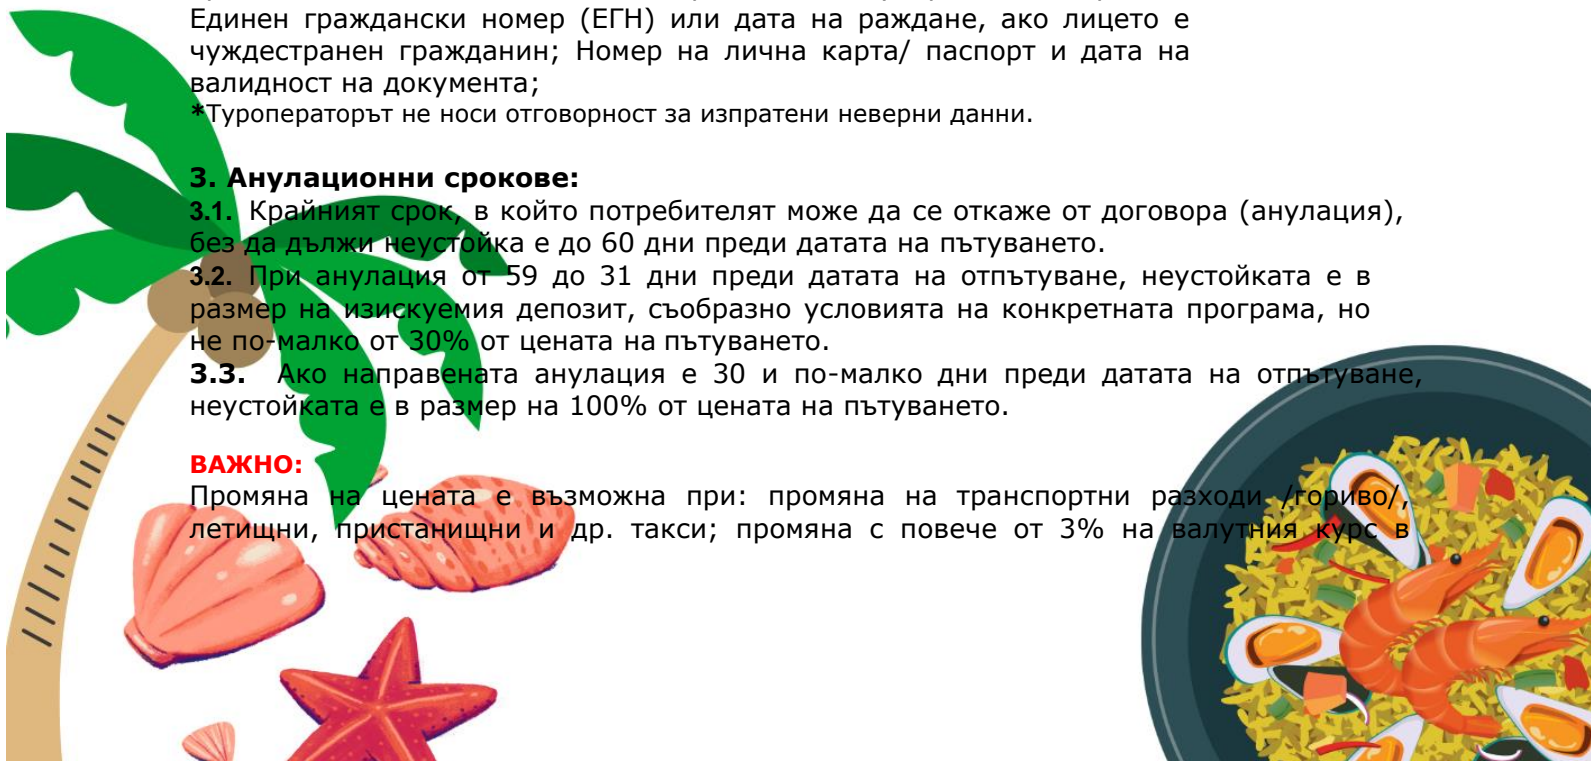 Единен граждански номер (ЕГН) или дата на раждане, ако лицето е
чуждестранен гражданин; Номер на лична карта/ паспорт и дата на
валидност на документа;
*Туроператорът не носи отговорност за изпратени неверни данни.
3. Анулационни срокове:
3.1. Крайният срок, в който потребителят може да се откаже от договора (анулация),
без да дължи неустойка е до 60 дни преди датата на пътуването.
3.2. При анулация от 59 до 31 дни преди датата на отпътуване, неустойката е в
размер на изискуемия депозит, съобразно условията на конкретната програма, но
не по-малко от 30% от цената на пътуването.
3.3. Ако направената анулация е 30 и по-малко дни преди датата на отпътуване,
неустойката е в размер на 100% от цената на пътуването.
ВАЖНО:
Промяна на цената е възможна при: промяна на транспортни разходи /гориво/,
летищни, пристанищни и др. такси; промяна с повече от 3% на валутния курс в